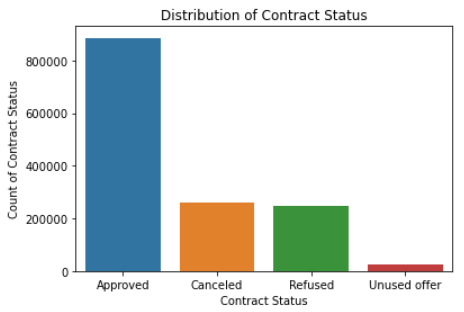 Distribution of Contract Status
Count of Contract Status
800000
600000
400000
200000
0
Approved Canceled Refused Unused offer
Contract Status